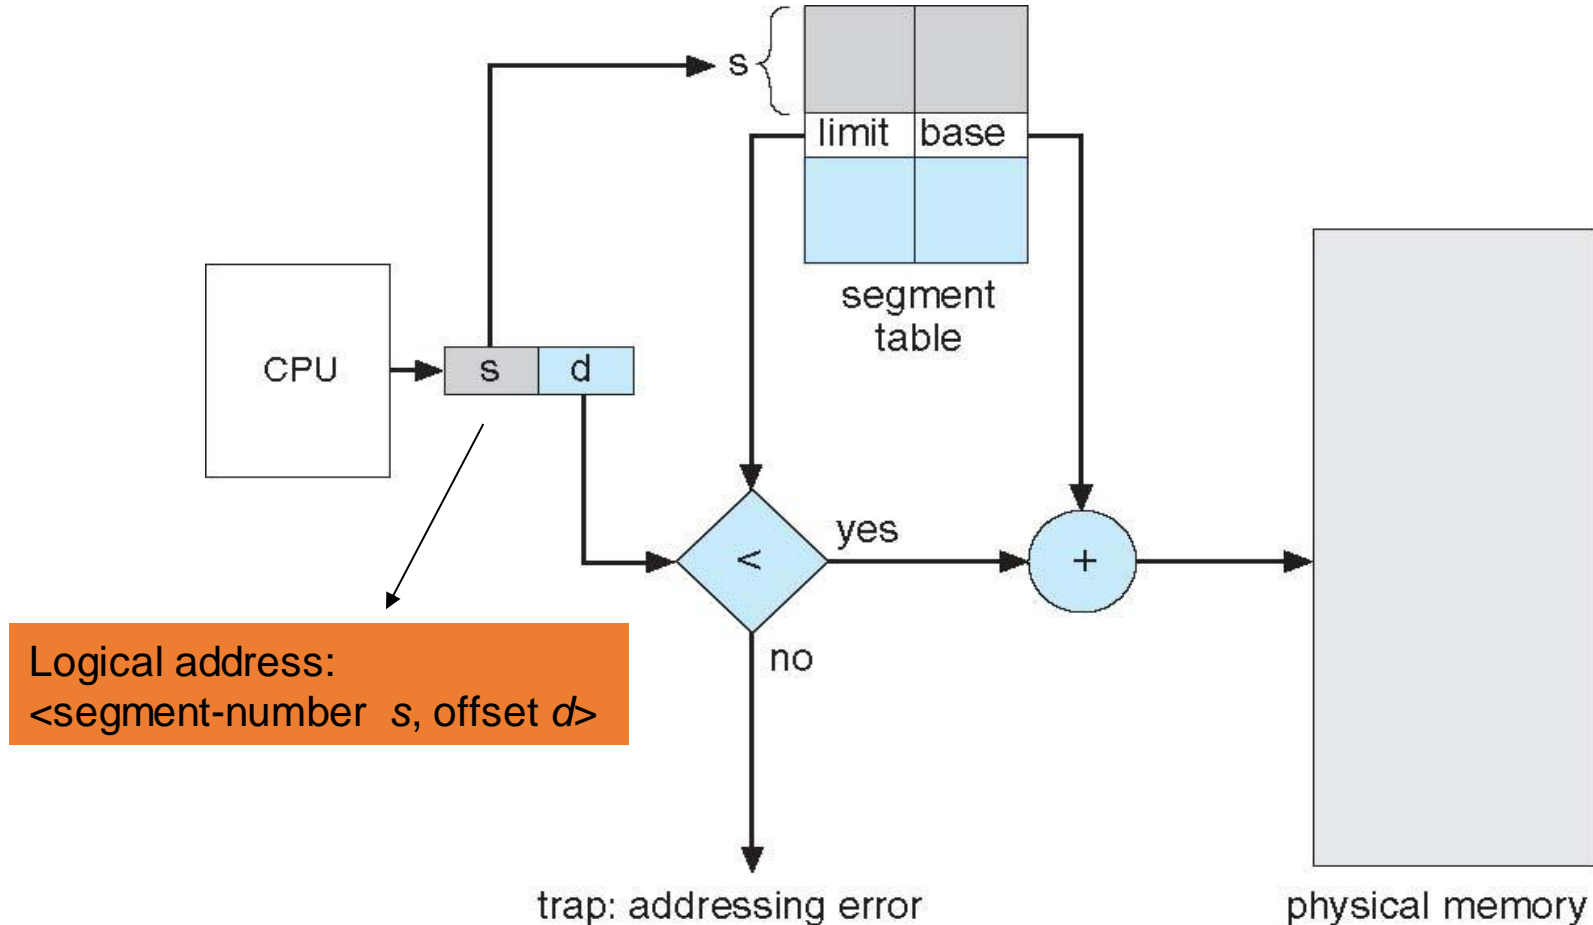 s
limit base
segment
table
CPU
s d
yes
<
+
no
Logical address:
<segment-number s, offset d>
trap: addressing error
physical memory